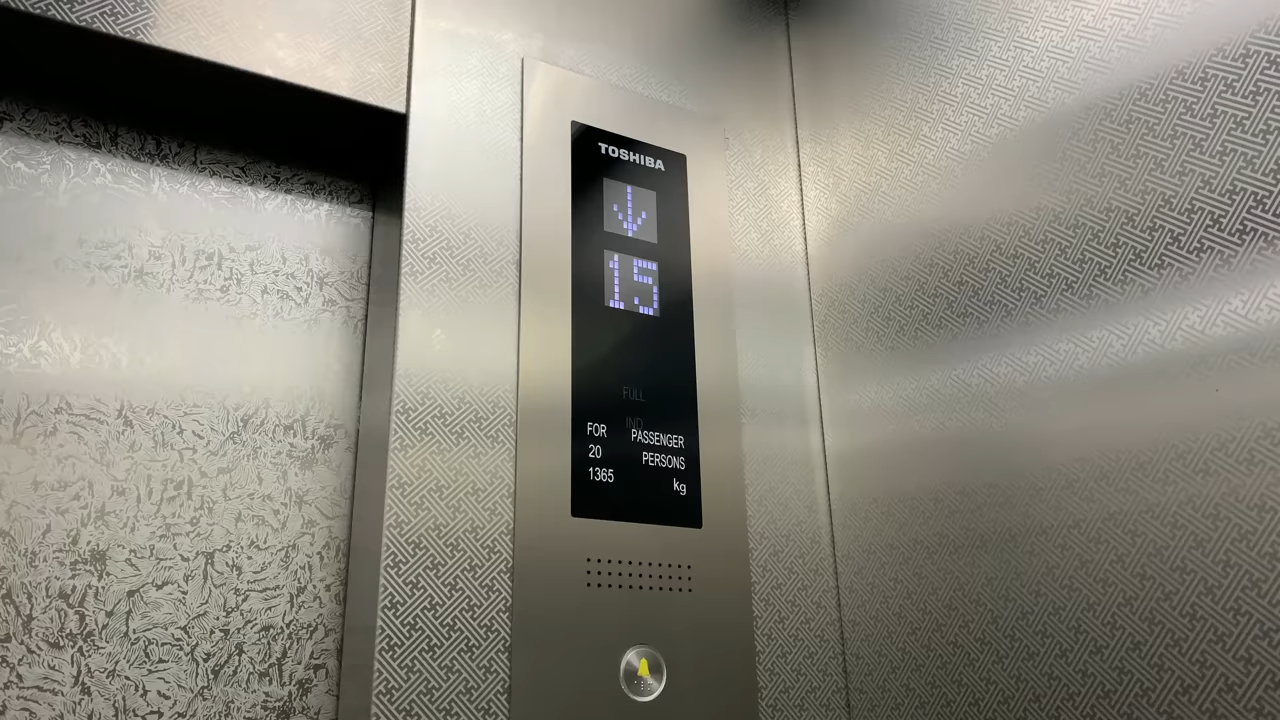 TOSHIBA
15
FULL
IND
FOR PASSENGER
20 PERSONS
1365 kg